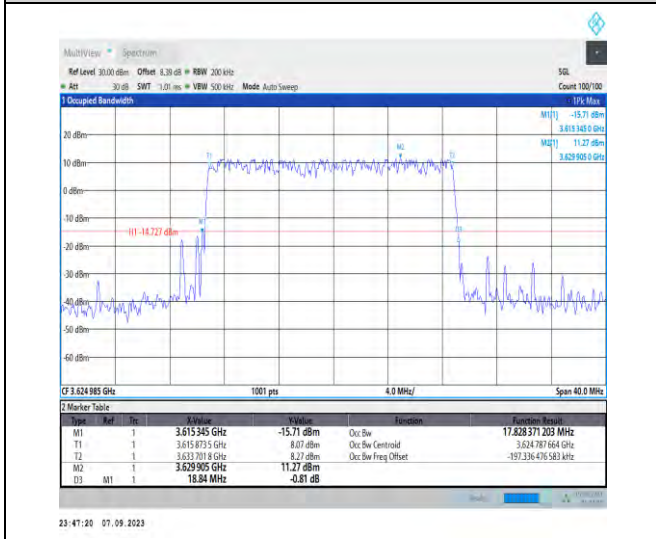 MultiView Spectrum
Ref Level 30.00 dBm Offset 8.39 dB RBW 200 kHz SGL
Att 30 dB SWT 1.01 ms VBW 500 kHz Mode Auto Sweep Count 100/100
1 Occupied Bandwidth 1Pk Max
M1[1] -15.71 dBm
3.615 345 0 GHz
M2[1] 11.27 dBm
3.629 905 0 GHz
20 dBm
T1 M2 T2
10 dBm
0 dBm
-10 dBm
M1
H1 -14.727 dBm D3
-20 dBm
-30 dBm
-40 dBm
-50 dBm
-60 dBm
CF 3.624 985 GHz 1001 pts 4.0 MHz/ Span 40.0 MHz
2 Marker Table
Type Ref Trc X-Value Y-Value Function Function Result
M1 1 3.615 345 GHz -15.71 dBm Occ Bw 17.828 371 203 MHz
T1 1 3.615 873 5 GHz 8.07 dBm Occ Bw Centroid 3.624 787 664 GHz
T2 1 3.633 701 8 GHz 8.27 dBm Occ Bw Freq Offset -197.336 476 583 kHz
M2 1 3.629 905 GHz 11.27 dBm
D3 M1 1 18.84 MHz -0.81 dB
23:47:20 07.09.2023